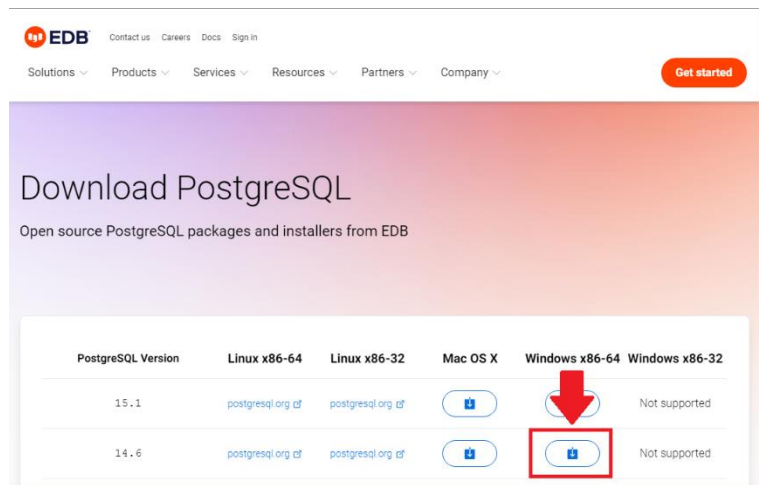 EDB Contact us Careers Docs Sign in
Solutions Products Services Resources Partners Company Get started
Download PostgreSQL
Open source PostgreSQL packages and installers from EDB
PostgreSQL Version Linux x86-64 Linux x86-32 Mac OS X Windows x86-64 Windows x86-32
15.1 postgresql.org postgresql.org Not supported
14.6 postgresql.org postgresql.org Not supported